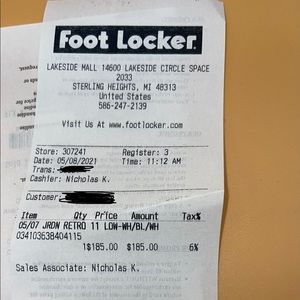 Foot Locker.
LAKESIDE MALL 14600 LAKESIDE CIRCLE SPACE
2033
STERLING HEIGHTS, MI 48313
United States
586-247-2139
Visit Us At www.footlocker.com
Store: 307241 Register: 3
Date: 05/08/2021 Time: 11:12 AM
Trans:
Cashier: Nicholas K.
Customer:
Item Qty Price Amount Tax%
05/07 JRDN RETRO 11 LOW-WH/BL/WH
034103638404115
1 $185.00 $185.00 6%
Sales Associate: Nicholas K.